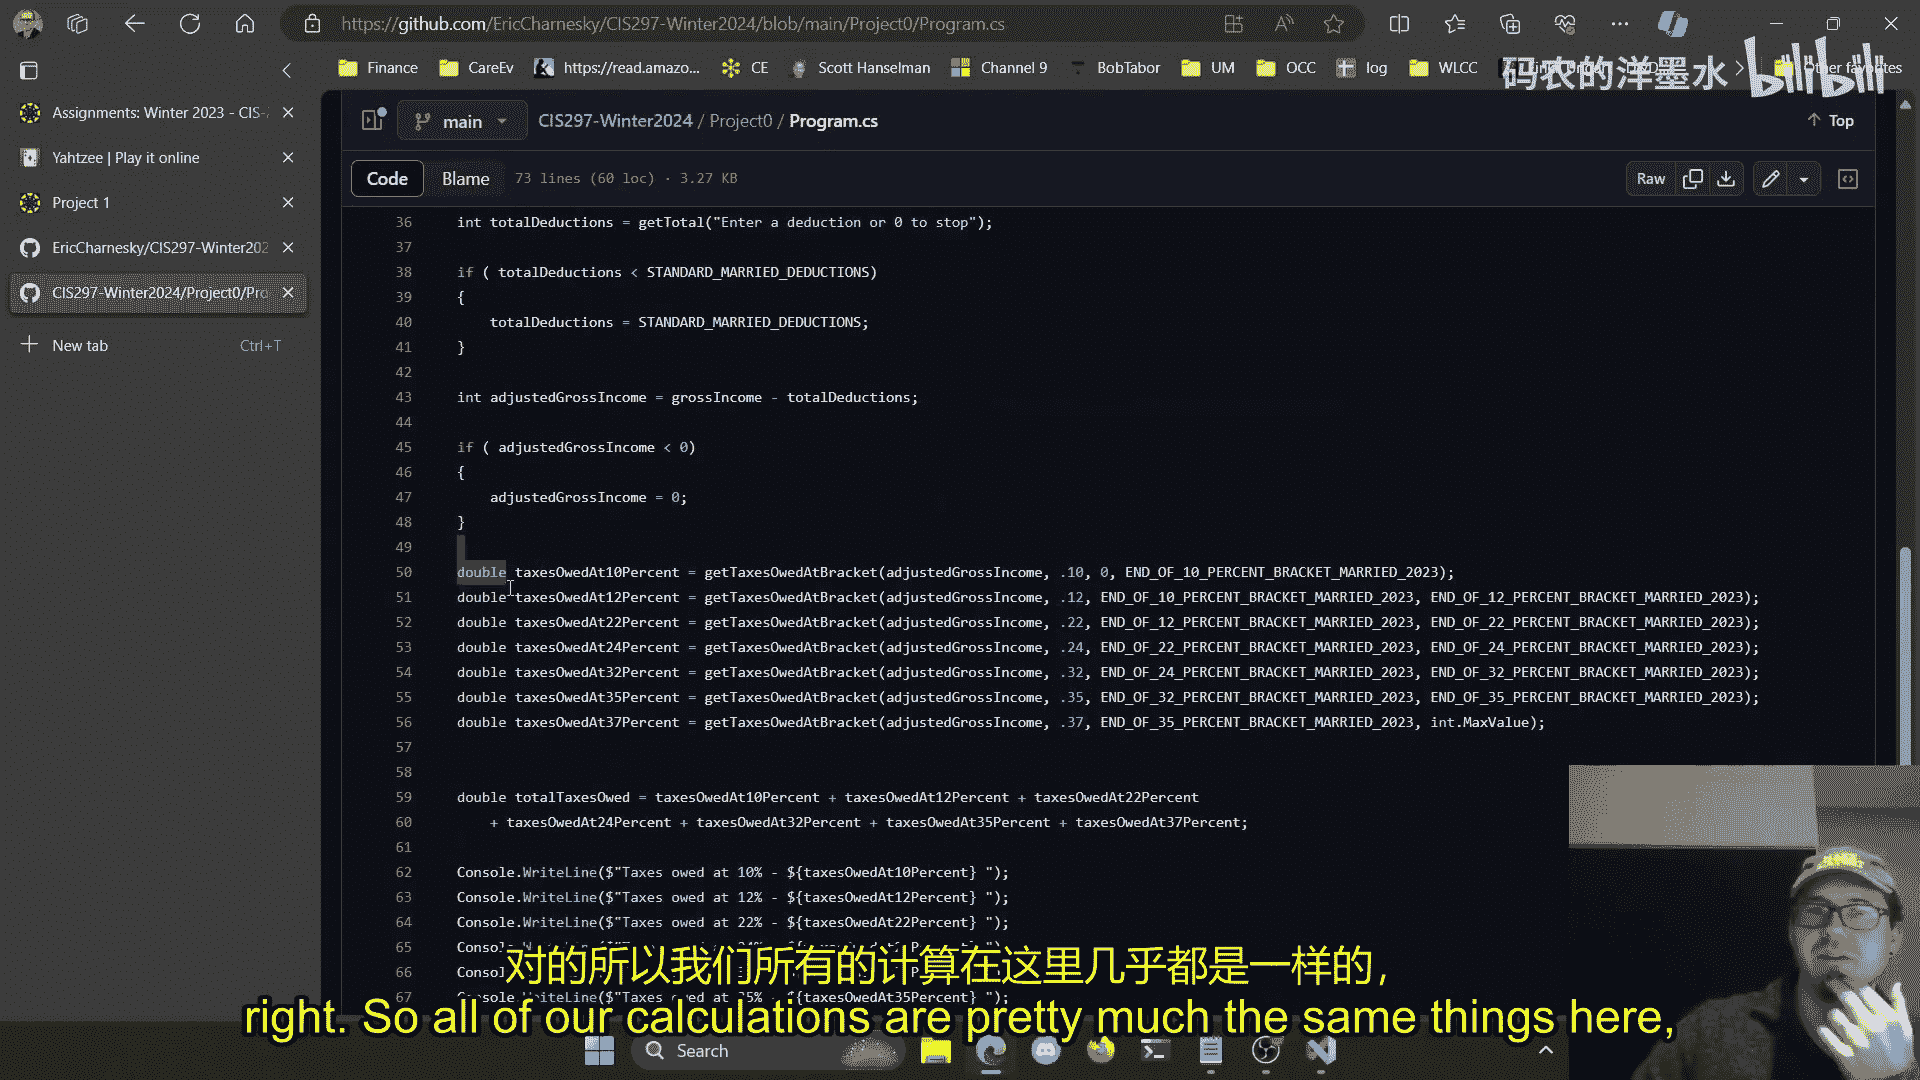 https://github.com/EricCharnesky/CIS297-Winter2024/blob/main/Project0/Program.cs
Finance
CareEv
https://read.amazo...
CE
Scott Hanselman
Channel 9
BobTabor
UM
OCC
log
WLCC
Other favorites
码农的洋墨水
bilibili
Assignments: Winter 2023 - CIS-
Yahtzee | Play it online
Project 1
EricCharnesky/CIS297-Winter202
CIS297-Winter2024/Project0/Pro
New tab Ctrl+T
main
CIS297-Winter2024 / Project0 / Program.cs
Top
Code
Blame
73 lines (60 loc) · 3.27 KB
Raw
36 int totalDeductions = getTotal("Enter a deduction or 0 to stop");
37
38 if ( totalDeductions < STANDARD_MARRIED_DEDUCTIONS)
39 {
40 totalDeductions = STANDARD_MARRIED_DEDUCTIONS;
41 }
42
43 int adjustedGrossIncome = grossIncome - totalDeductions;
44
45 if ( adjustedGrossIncome < 0)
46 {
47 adjustedGrossIncome = 0;
48 }
49
50 double taxesOwedAt10Percent = getTaxesOwedAtBracket(adjustedGrossIncome, .10, 0, END_OF_10_PERCENT_BRACKET_MARRIED_2023);
51 double taxesOwedAt12Percent = getTaxesOwedAtBracket(adjustedGrossIncome, .12, END_OF_10_PERCENT_BRACKET_MARRIED_2023, END_OF_12_PERCENT_BRACKET_MARRIED_2023);
52 double taxesOwedAt22Percent = getTaxesOwedAtBracket(adjustedGrossIncome, .22, END_OF_12_PERCENT_BRACKET_MARRIED_2023, END_OF_22_PERCENT_BRACKET_MARRIED_2023);
53 double taxesOwedAt24Percent = getTaxesOwedAtBracket(adjustedGrossIncome, .24, END_OF_22_PERCENT_BRACKET_MARRIED_2023, END_OF_24_PERCENT_BRACKET_MARRIED_2023);
54 double taxesOwedAt32Percent = getTaxesOwedAtBracket(adjustedGrossIncome, .32, END_OF_24_PERCENT_BRACKET_MARRIED_2023, END_OF_32_PERCENT_BRACKET_MARRIED_2023);
55 double taxesOwedAt35Percent = getTaxesOwedAtBracket(adjustedGrossIncome, .35, END_OF_32_PERCENT_BRACKET_MARRIED_2023, END_OF_35_PERCENT_BRACKET_MARRIED_2023);
56 double taxesOwedAt37Percent = getTaxesOwedAtBracket(adjustedGrossIncome, .37, END_OF_35_PERCENT_BRACKET_MARRIED_2023, int.MaxValue);
57
58
59 double totalTaxesOwed = taxesOwedAt10Percent + taxesOwedAt12Percent + taxesOwedAt22Percent
60 + taxesOwedAt24Percent + taxesOwedAt32Percent + taxesOwedAt35Percent + taxesOwedAt37Percent;
61
62 Console.WriteLine($"Taxes owed at 10% - ${taxesOwedAt10Percent} ");
63 Console.WriteLine($"Taxes owed at 12% - ${taxesOwedAt12Percent} ");
64 Console.WriteLine($"Taxes owed at 22% - ${taxesOwedAt22Percent} ");
65
66
67
对的所以我们所有的计算在这里几乎都是一样的，
right. So all of our calculations are pretty much the same things here,
Search